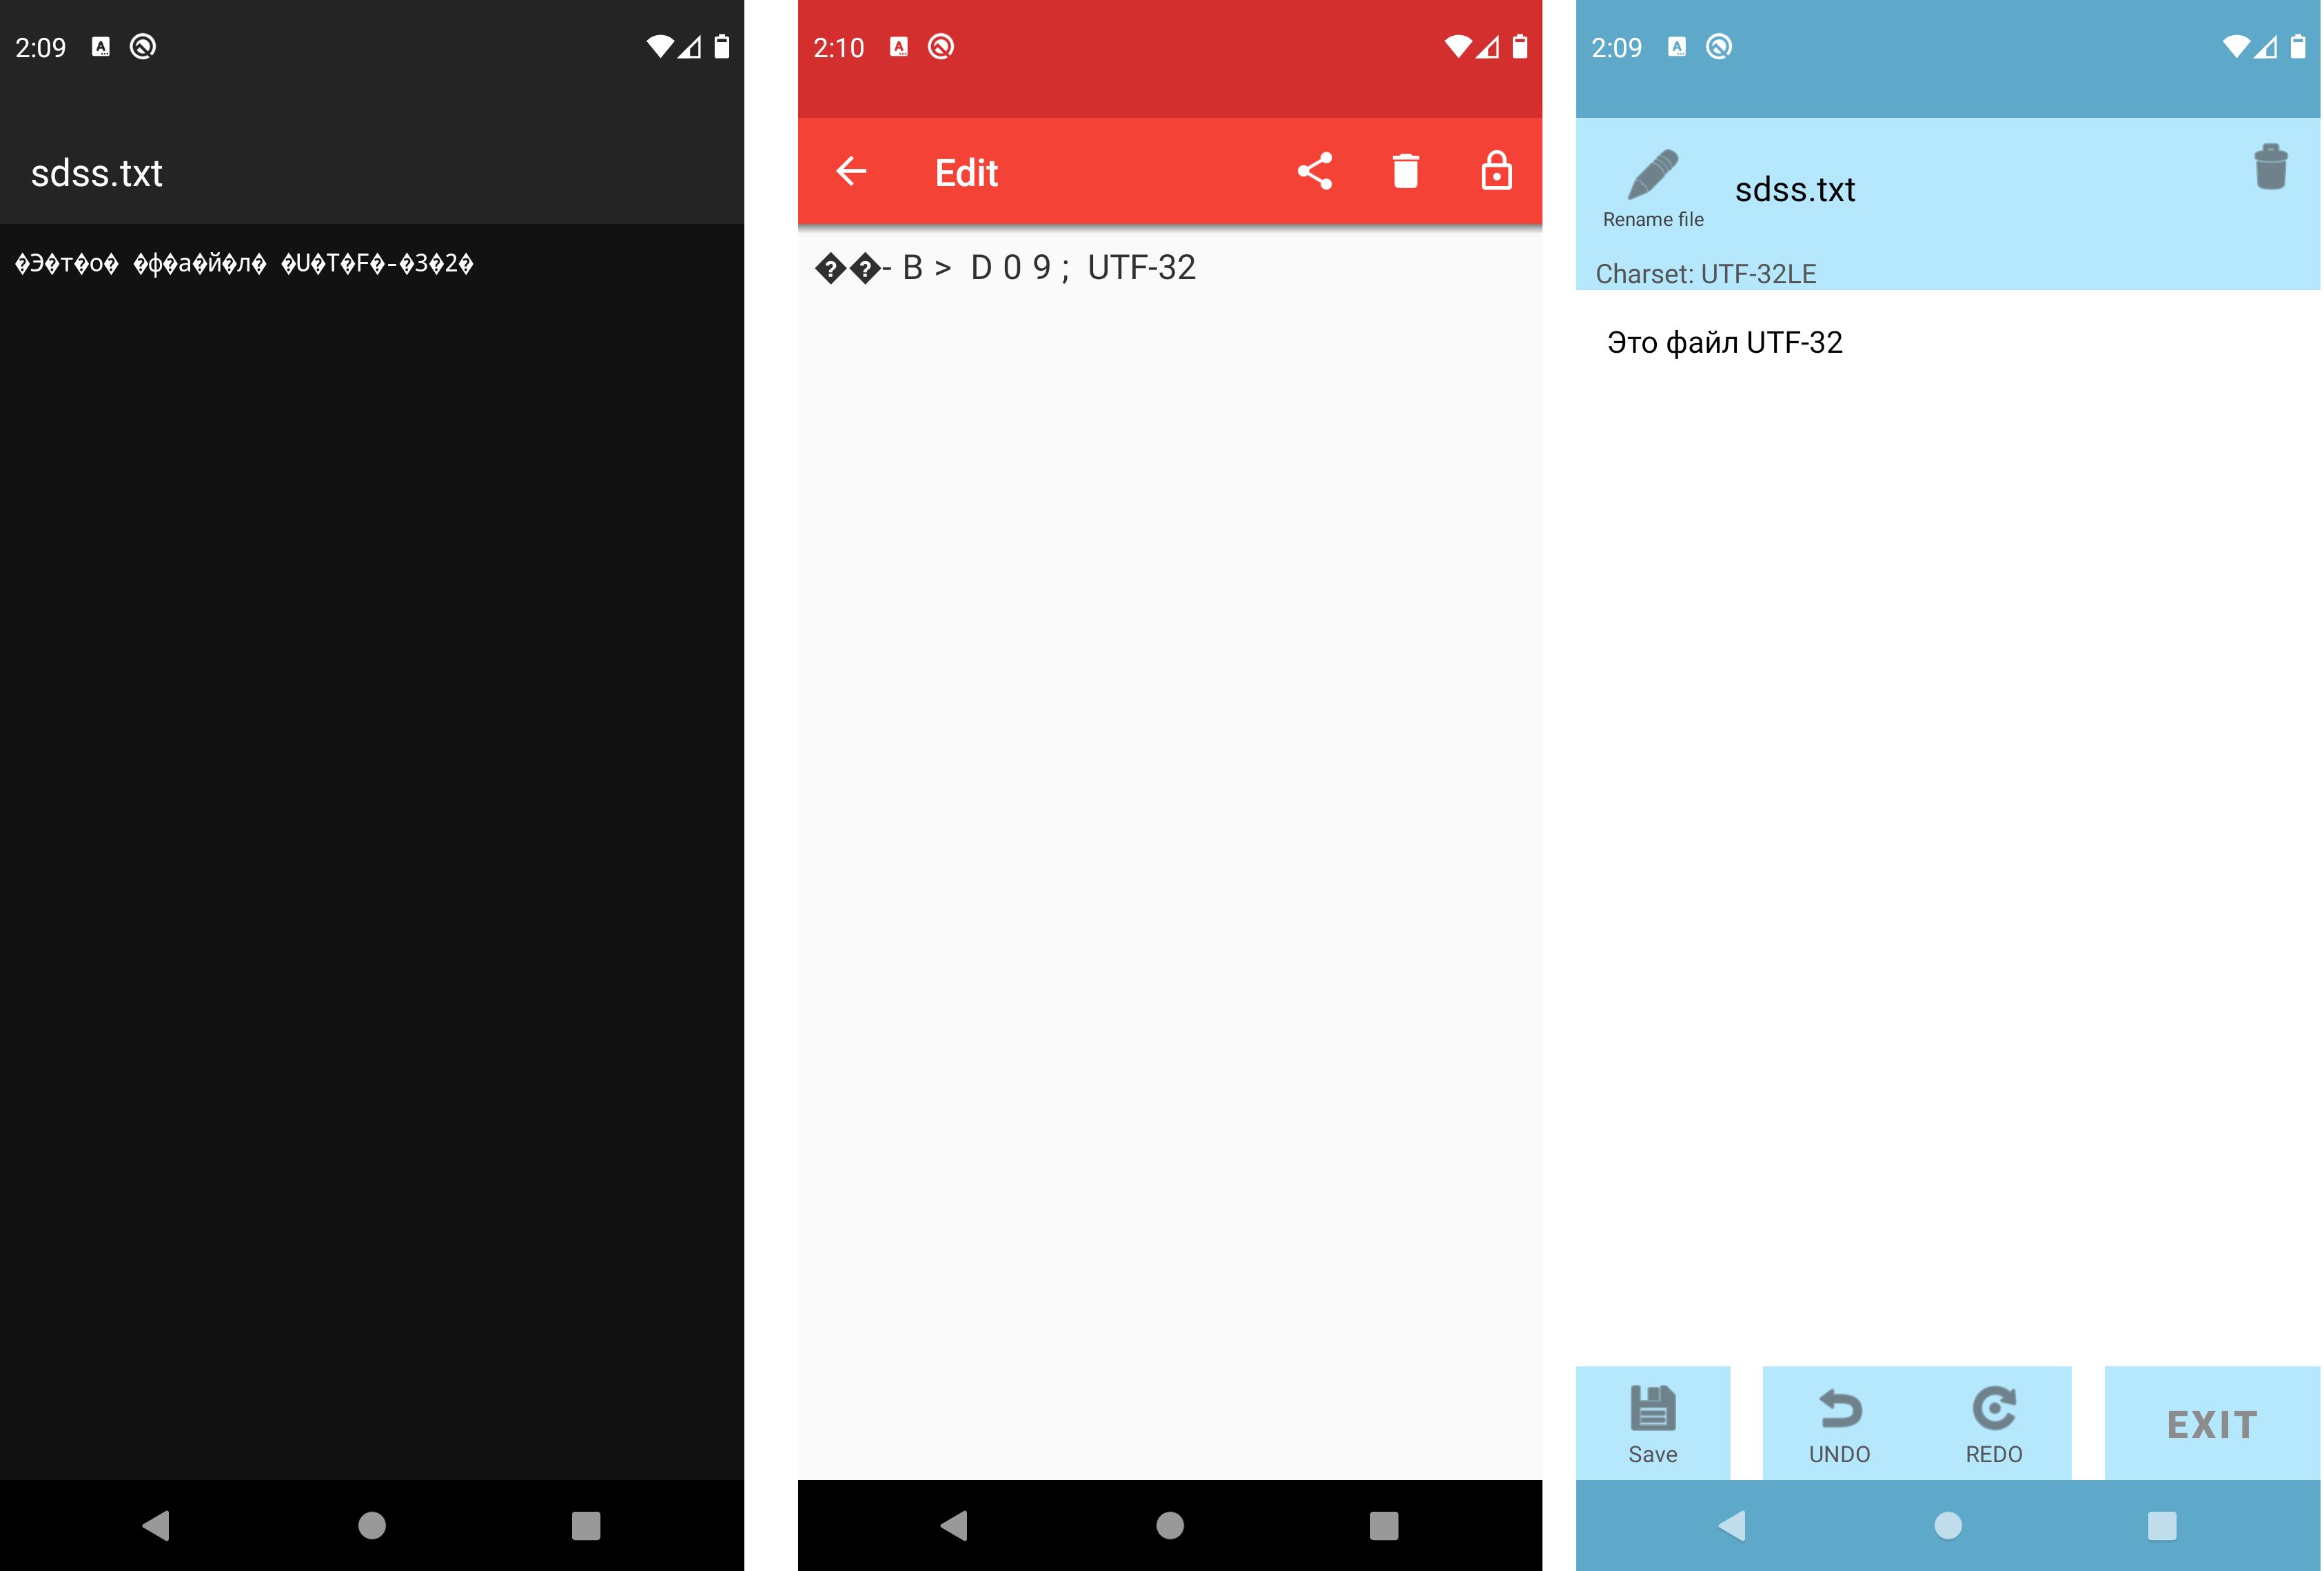 2:09
sdss.txt
�Э�т�о� �ф�а�й�л� �U�T�F�-�3�2�
2:10
Edit
��- B >  D 0 9 ;  UTF-32
2:09
Rename file
sdss.txt
Charset: UTF-32LE
Это файл UTF-32
Save
UNDO
REDO
EXIT